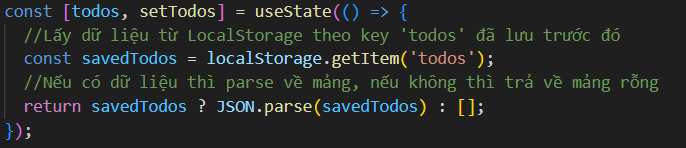 const [todos, setTodos] = useState(() => {
//Lấy dữ liệu từ LocalStorage theo key 'todos' đã lưu trước đó
const savedTodos = localStorage.getItem('todos');
//Nếu có dữ liệu thì parse về mảng, nếu không thì trả về mảng rỗng
return savedTodos ? JSON.parse(savedTodos) : [];
});